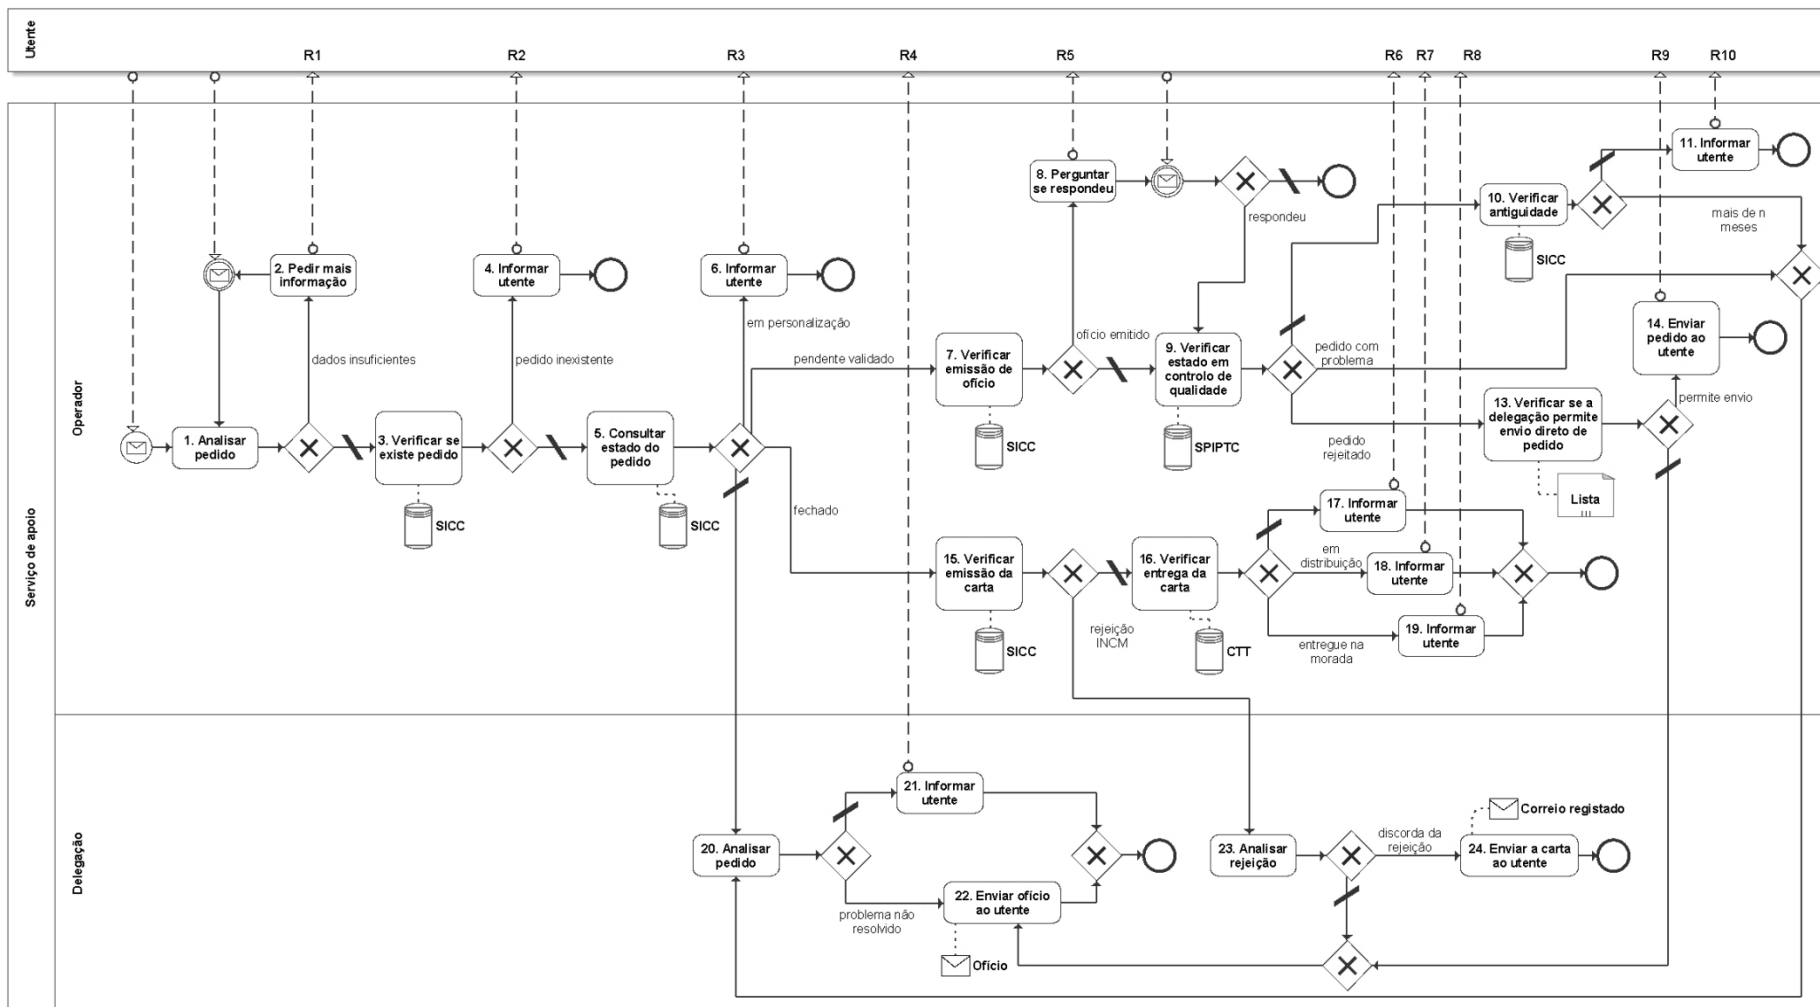 Utente
R1
R2
R3
R4
R5
R6
R7
R8
R9
R10
Serviço de apoio
Operador
11. Informar
utente
8. Perguntar
se respondeu
10. Verificar
antiguidade
respondeu
mais de n
meses
SICC
2. Pedir mais
informação
4. Informar
utente
6. Informar
utente
em personalização
dados insuficientes
pedido inexistente
pendente validado
7. Verificar
emissão de
ofício
ofício emitido
9. Verificar
estado em
controlo de
qualidade
pedido com
problema
14. Enviar
pedido ao
utente
permite envio
13. Verificar se a
delegação permite
envio direto de
pedido
1. Analisar
pedido
3. Verificar se
existe pedido
5. Consultar
estado do
pedido
SICC
SPIPTC
pedido
rejeitado
Lista
SICC
SICC
fechado
17. Informar
utente
15. Verificar
emissão da
carta
16. Verificar
entrega da
carta
em
distribuição
18. Informar
utente
19. Informar
utente
rejeição
INCM
SICC
CTT
entregue na
morada
Delegação
21. Informar
utente
20. Analisar
pedido
problema não
resolvido
22. Enviar ofício
ao utente
Ofício
23. Analisar
rejeição
discorda da
rejeição
Correio registado
24. Enviar a carta
ao utente